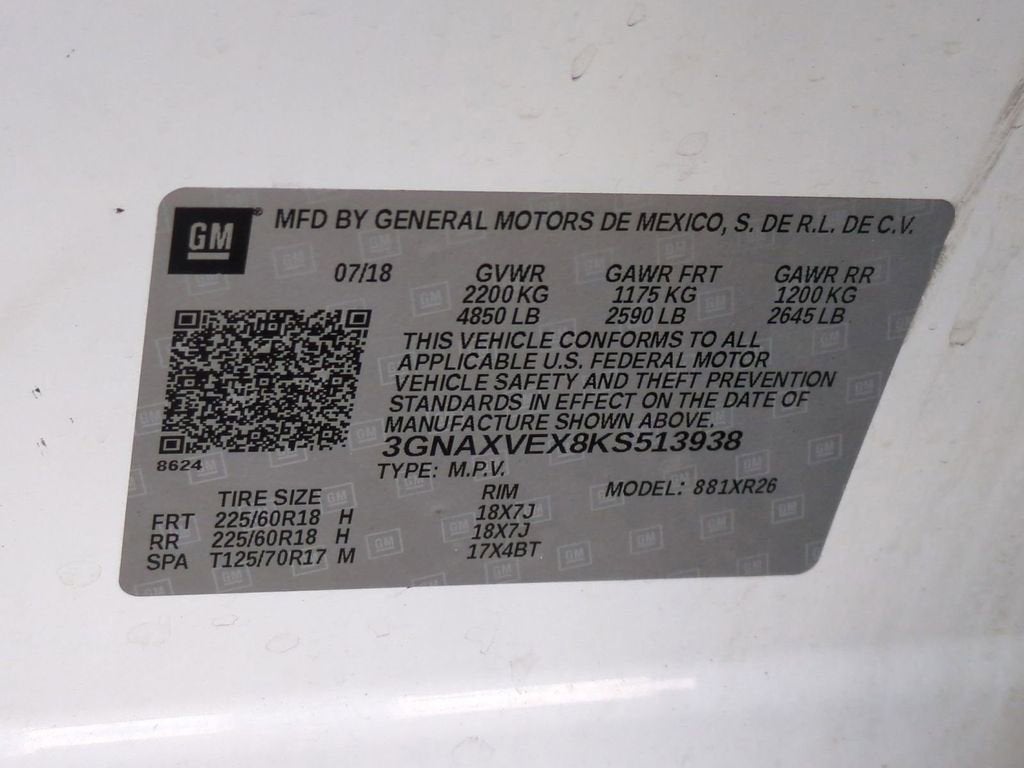 GM® MFD BY GENERAL MOTORS DE MEXICO, S. DE R.L. DE C.V.
07/18 GVWR GAWR FRT GAWR RR
2200 KG 1175 KG 1200 KG
4850 LB 2590 LB 2645 LB
THIS VEHICLE CONFORMS TO ALL
APPLICABLE U.S. FEDERAL MOTOR
VEHICLE SAFETY AND THEFT PREVENTION
STANDARDS IN EFFECT ON THE DATE OF
MANUFACTURE SHOWN ABOVE.
3GNAXVEX8KS513938
8624
TYPE: M.P.V. MODEL: 881XR26
TIRE SIZE RIM
FRT 225/60R18 H 18X7J
RR 225/60R18 H 18X7J
SPA T125/70R17 M 17X4BT